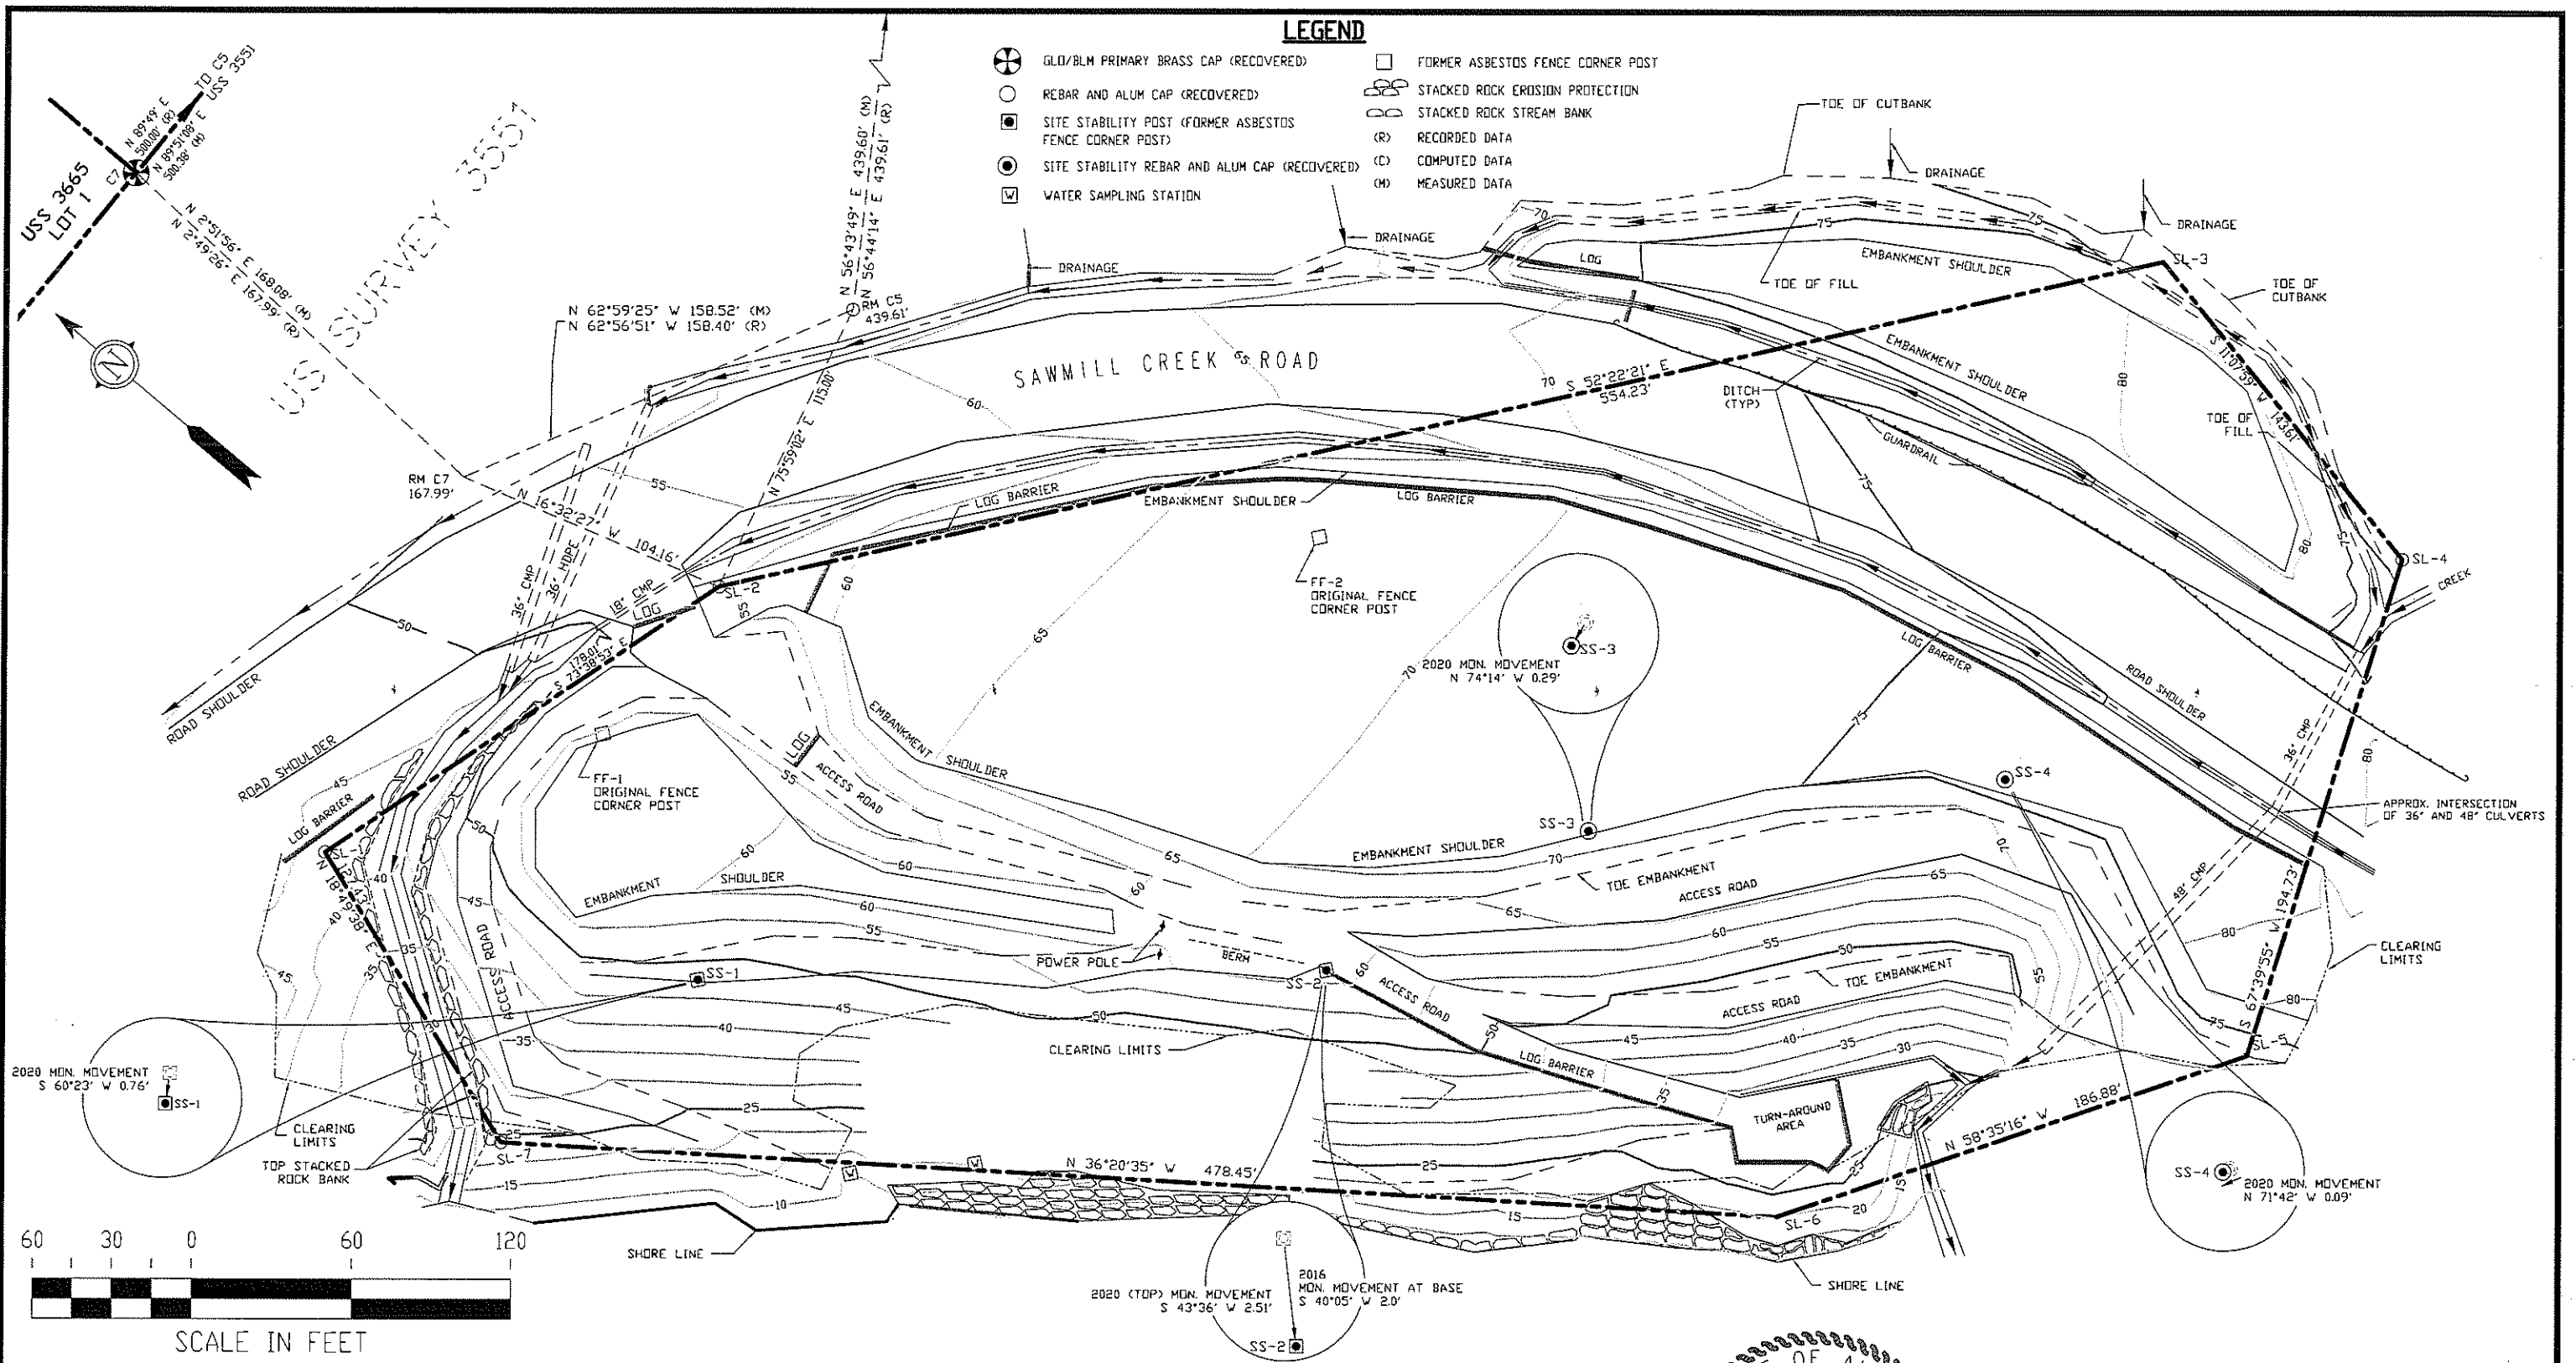 LEGEND
GLO/BLM PRIMARY BRASS CAP (RECOVERED)
REBAR AND ALUM CAP (RECOVERED)
SITE STABILITY POST (FORMER ASBESTOS
FENCE CORNER POST)
SITE STABILITY REBAR AND ALUM CAP (RECOVERED)
W WATER SAMPLING STATION
FORMER ASBESTOS FENCE CORNER POST
STACKED ROCK EROSION PROTECTION
STACKED ROCK STREAM BANK
(R) RECORDED DATA
(C) COMPUTED DATA
(M) MEASURED DATA
TO C5
USS 3551
N 89°49' E
500.00' (R)
N 89°51'08" E
500.38' (M)
C7
USS 3665
LOT 1
N 2°51'56" E 168.08' (M)
N 2°49'26" E 167.99' (R)
US SURVEY 3551
N
N 56°43'49" E 439.60' (M)
N 56°44'14" E 439.61' (R)
RM C5
439.61'
N 62°59'25" W 158.52' (M)
N 62°56'51" W 158.40' (R)
RM C7
167.99'
N 16°32'27" W 104.16'
N 75°59'02" E 115.00'
DRAINAGE
DRAINAGE
DRAINAGE
DRAINAGE
TOE OF CUTBANK
TOE OF
CUTBANK
TOE OF FILL
TOE OF
FILL
LOG
EMBANKMENT SHOULDER
EMBANKMENT SHOULDER
SL-3
S 11°07'59" W 143.61'
SL-4
CREEK
SAWMILL CREEK ROAD
S 52°22'21" E
554.23'
DITCH
(TYP)
GUARDRAIL
LOG BARRIER
EMBANKMENT SHOULDER
LOG BARRIER
LOG BARRIER
ROAD SHOULDER
36" CMP
36" HDPE
18" CMP
LOG
SL-2
178.01'
S 73°38'53" E
ROAD SHOULDER
ROAD SHOULDER
LOG BARRIER
FF-1
ORIGINAL FENCE
CORNER POST
FF-2
ORIGINAL FENCE
CORNER POST
LOG
ACCESS ROAD
EMBANKMENT SHOULDER
2020 MON. MOVEMENT
N 74°14' W 0.29'
SS-3
SS-3
SS-4
EMBANKMENT SHOULDER
TOE EMBANKMENT
ACCESS ROAD
36" CMP
APPROX. INTERSECTION
OF 36" AND 48" CULVERTS
48" CMP
S 67°39'55" W 194.73'
CLEARING
LIMITS
SL-5
N 18°49'38" E
ACCESS ROAD
EMBANKMENT SHOULDER
POWER POLE
BERM
SS-1
SS-2
ACCESS ROAD
TOE EMBANKMENT
ACCESS ROAD
CLEARING LIMITS
LOG BARRIER
TURN-AROUND
AREA
2020 MON. MOVEMENT
S 60°23' W 0.76'
SS-1
CLEARING
LIMITS
TOP STACKED
ROCK BANK
SL-7
W
W
N 36°20'35" W 478.45'
SL-6
N 58°35'16" W 186.88'
SS-4
2020 MON. MOVEMENT
N 71°42' W 0.09'
SHORE LINE
SHORE LINE
2020 (TOP) MON. MOVEMENT
S 43°36' W 2.51'
2016
MON. MOVEMENT AT BASE
S 40°05' W 2.0'
SS-2
60 30 0 60 120
SCALE IN FEET
OF